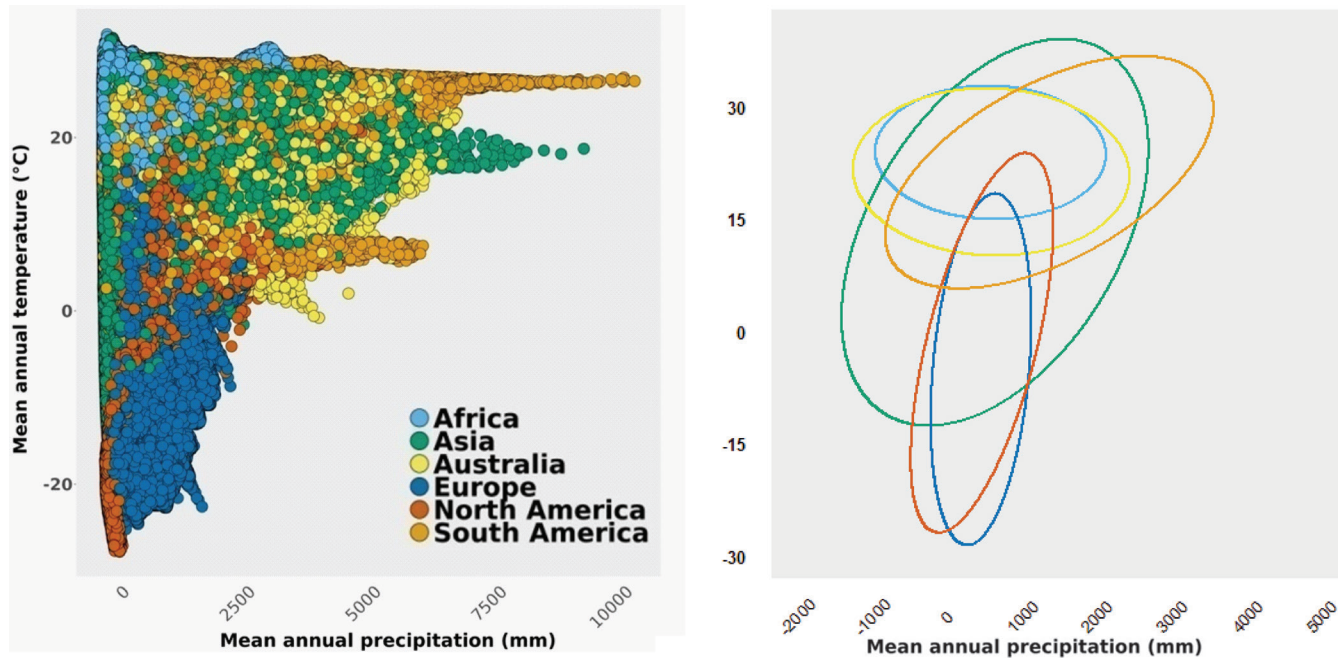 Mean annual temperature (°C)
20
0
-20
Africa
Asia
Australia
Europe
North America
South America
0
2500
5000
7500
10000
Mean annual precipitation (mm)
30
15
0
-15
-30
-2000
-1000
0
1000
2000
3000
4000
5000
Mean annual precipitation (mm)